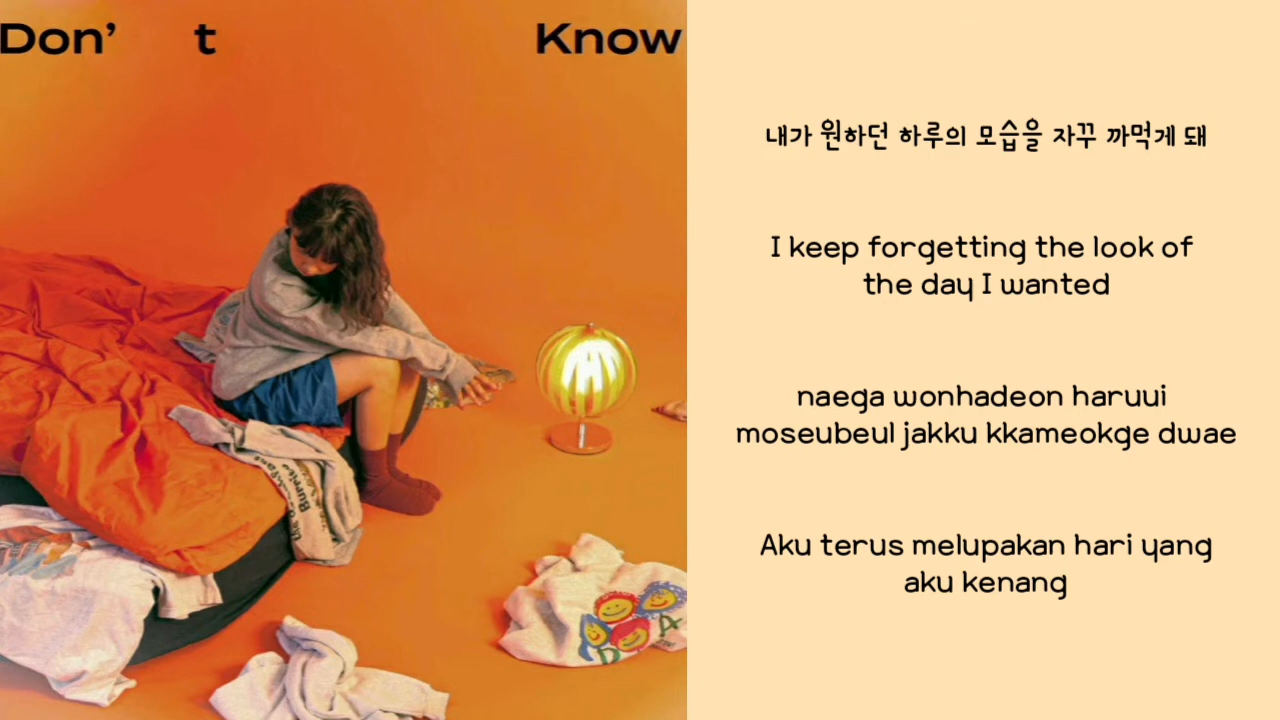 Don’ t Know
내가 원하던 하루의 모습을 자꾸 까먹게 돼
I keep forgetting the look of
the day I wanted
naega wonhadeon haruui
moseubeul jakku kkameokge dwae
Aku terus melupakan hari yang
aku kenang